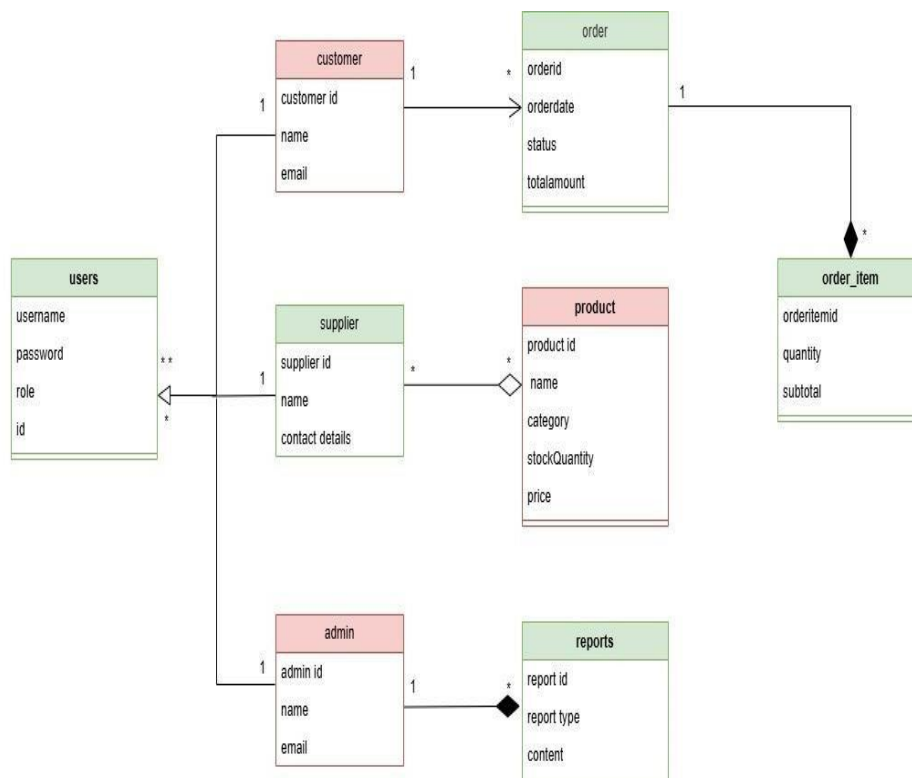 order
orderid
orderdate
status
totalamount
customer
customer id
name
email
1
*
1
1
*
users
username
password
role
id
* *
*
1
supplier
supplier id
name
contact details
*
*
product
product id
name
category
stockQuantity
price
order_item
orderitemid
quantity
subtotal
1
admin
admin id
name
email
1
*
reports
report id
report type
content